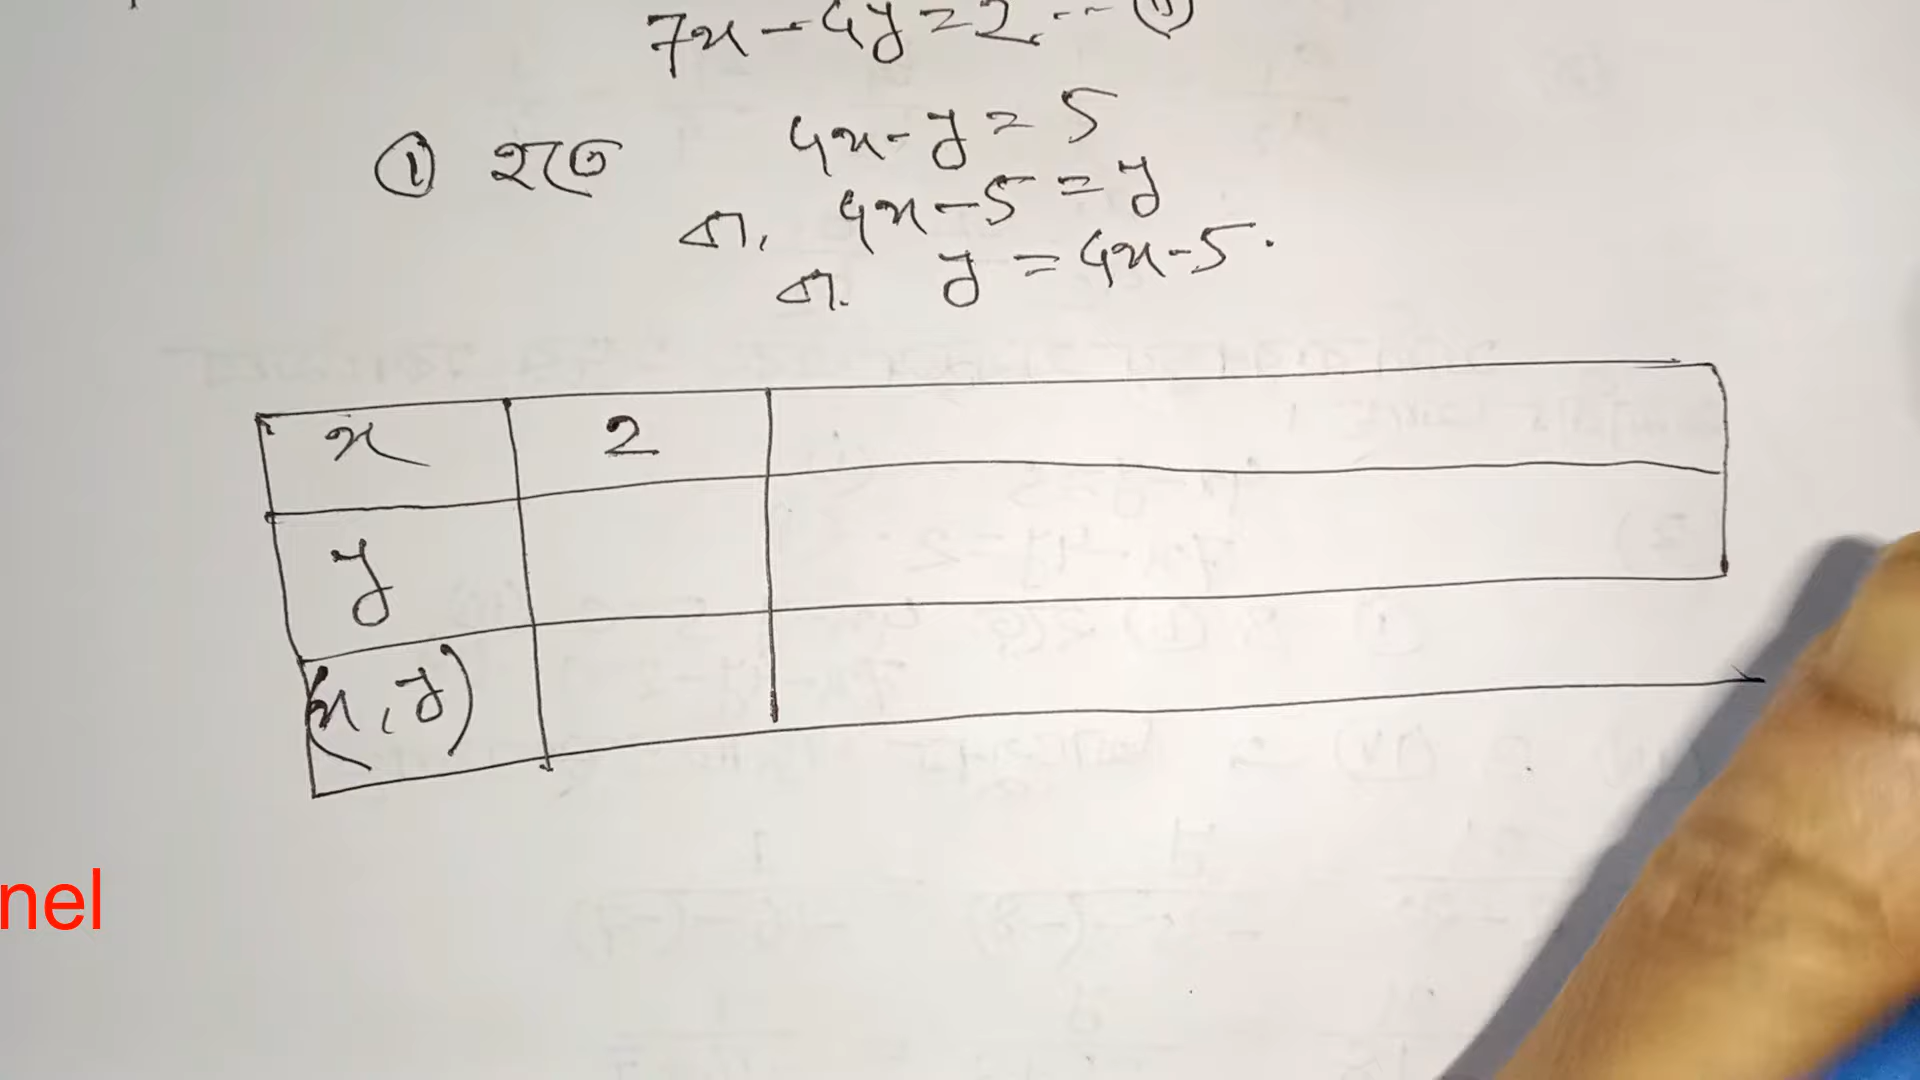 7x - 4y = 2 --- (ii)
(i) হতে 4x - y = 5
বা, 4x - 5 = y
বা, y = 4x - 5.
x 2
y
(x, y)
nel